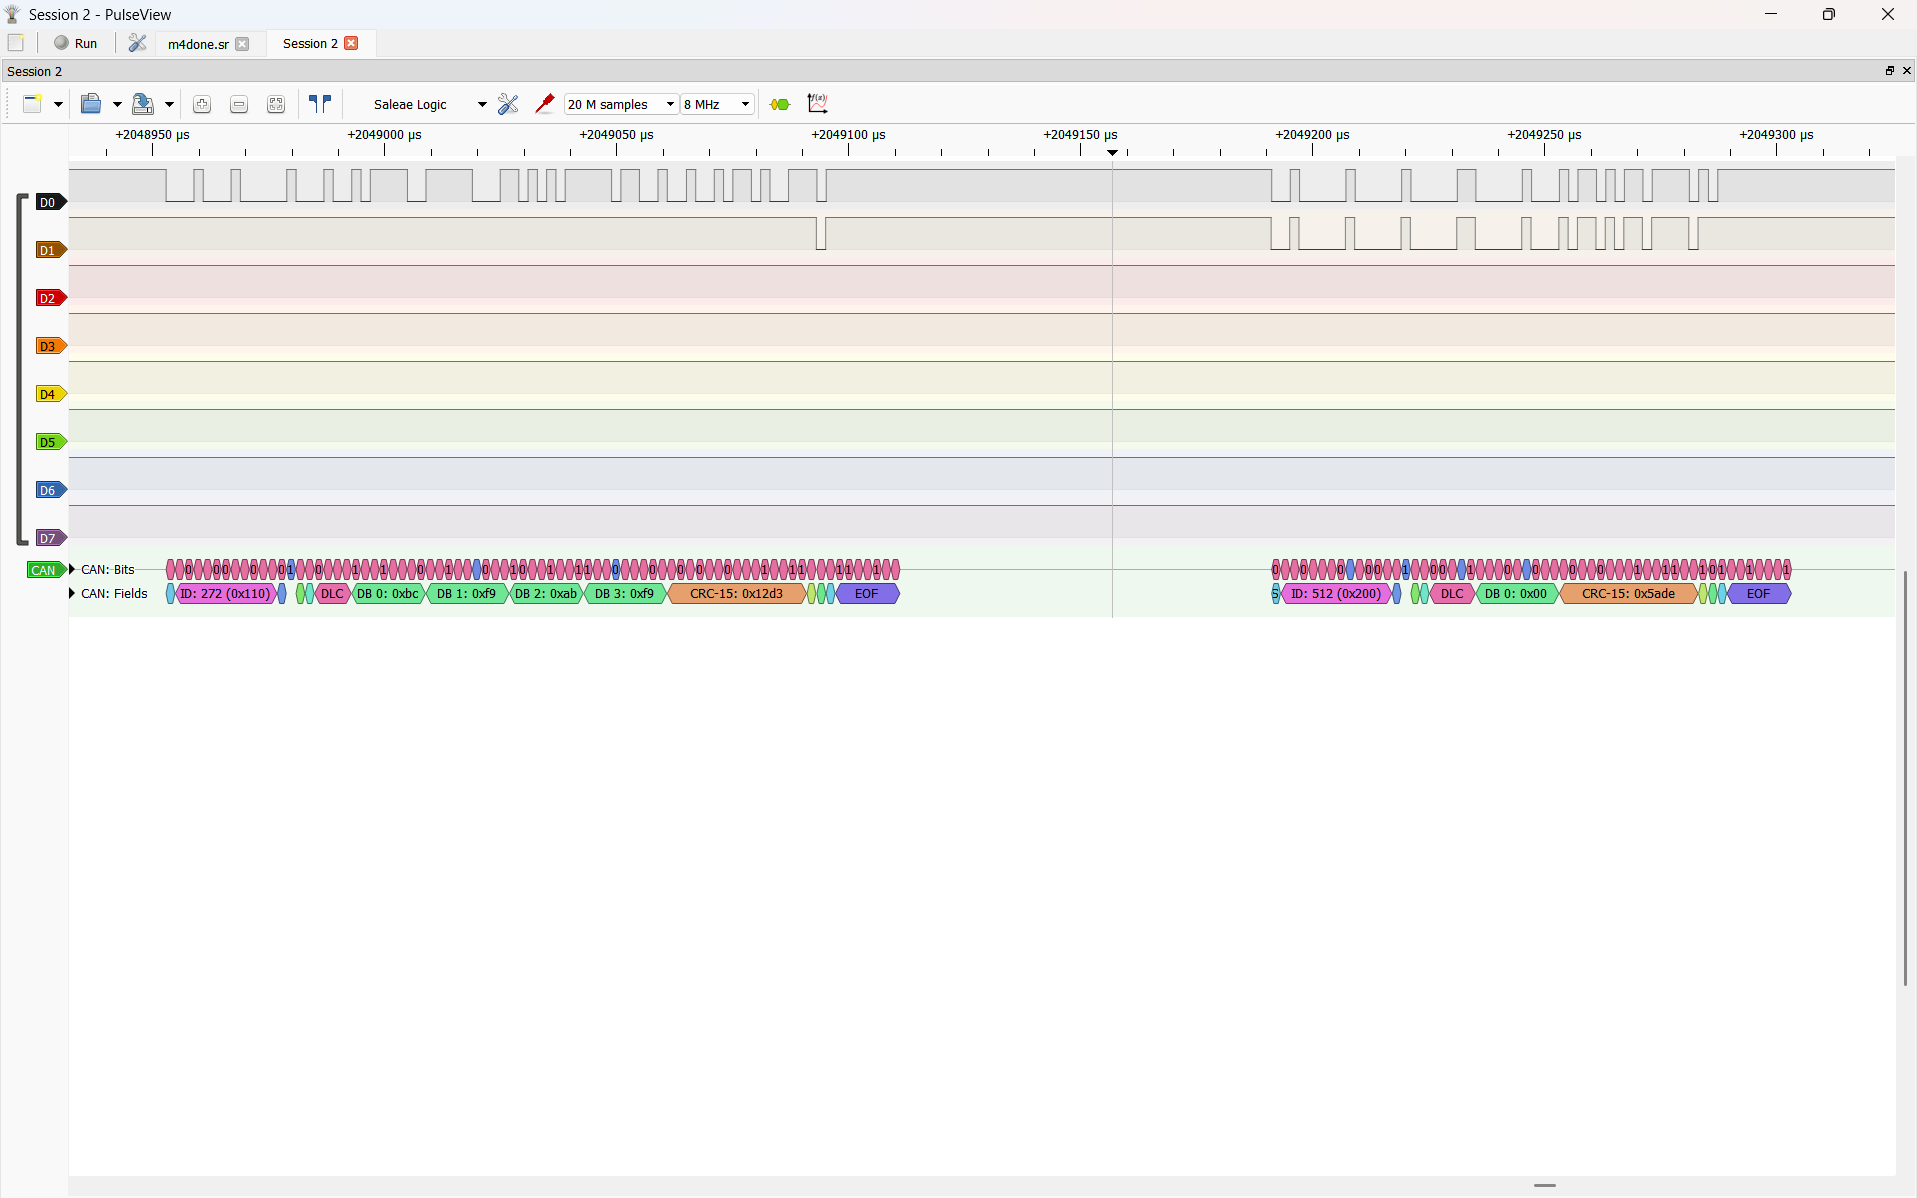 Session 2 - PulseView
Run
m4done.sr
Session 2
Session 2
Saleae Logic
20 M samples
8 MHz
+2048950 µs
+2049000 µs
+2049050 µs
+2049100 µs
+2049150 µs
+2049200 µs
+2049250 µs
+2049300 µs
D0
D1
D2
D3
D4
D5
D6
D7
CAN
CAN: Bits
CAN: Fields
ID: 272 (0x110)
DLC
DB 0: 0xbc
DB 1: 0xf9
DB 2: 0xab
DB 3: 0xf9
CRC-15: 0x12d3
EOF
S
ID: 512 (0x200)
DLC
DB 0: 0x00
CRC-15: 0x5ade
EOF